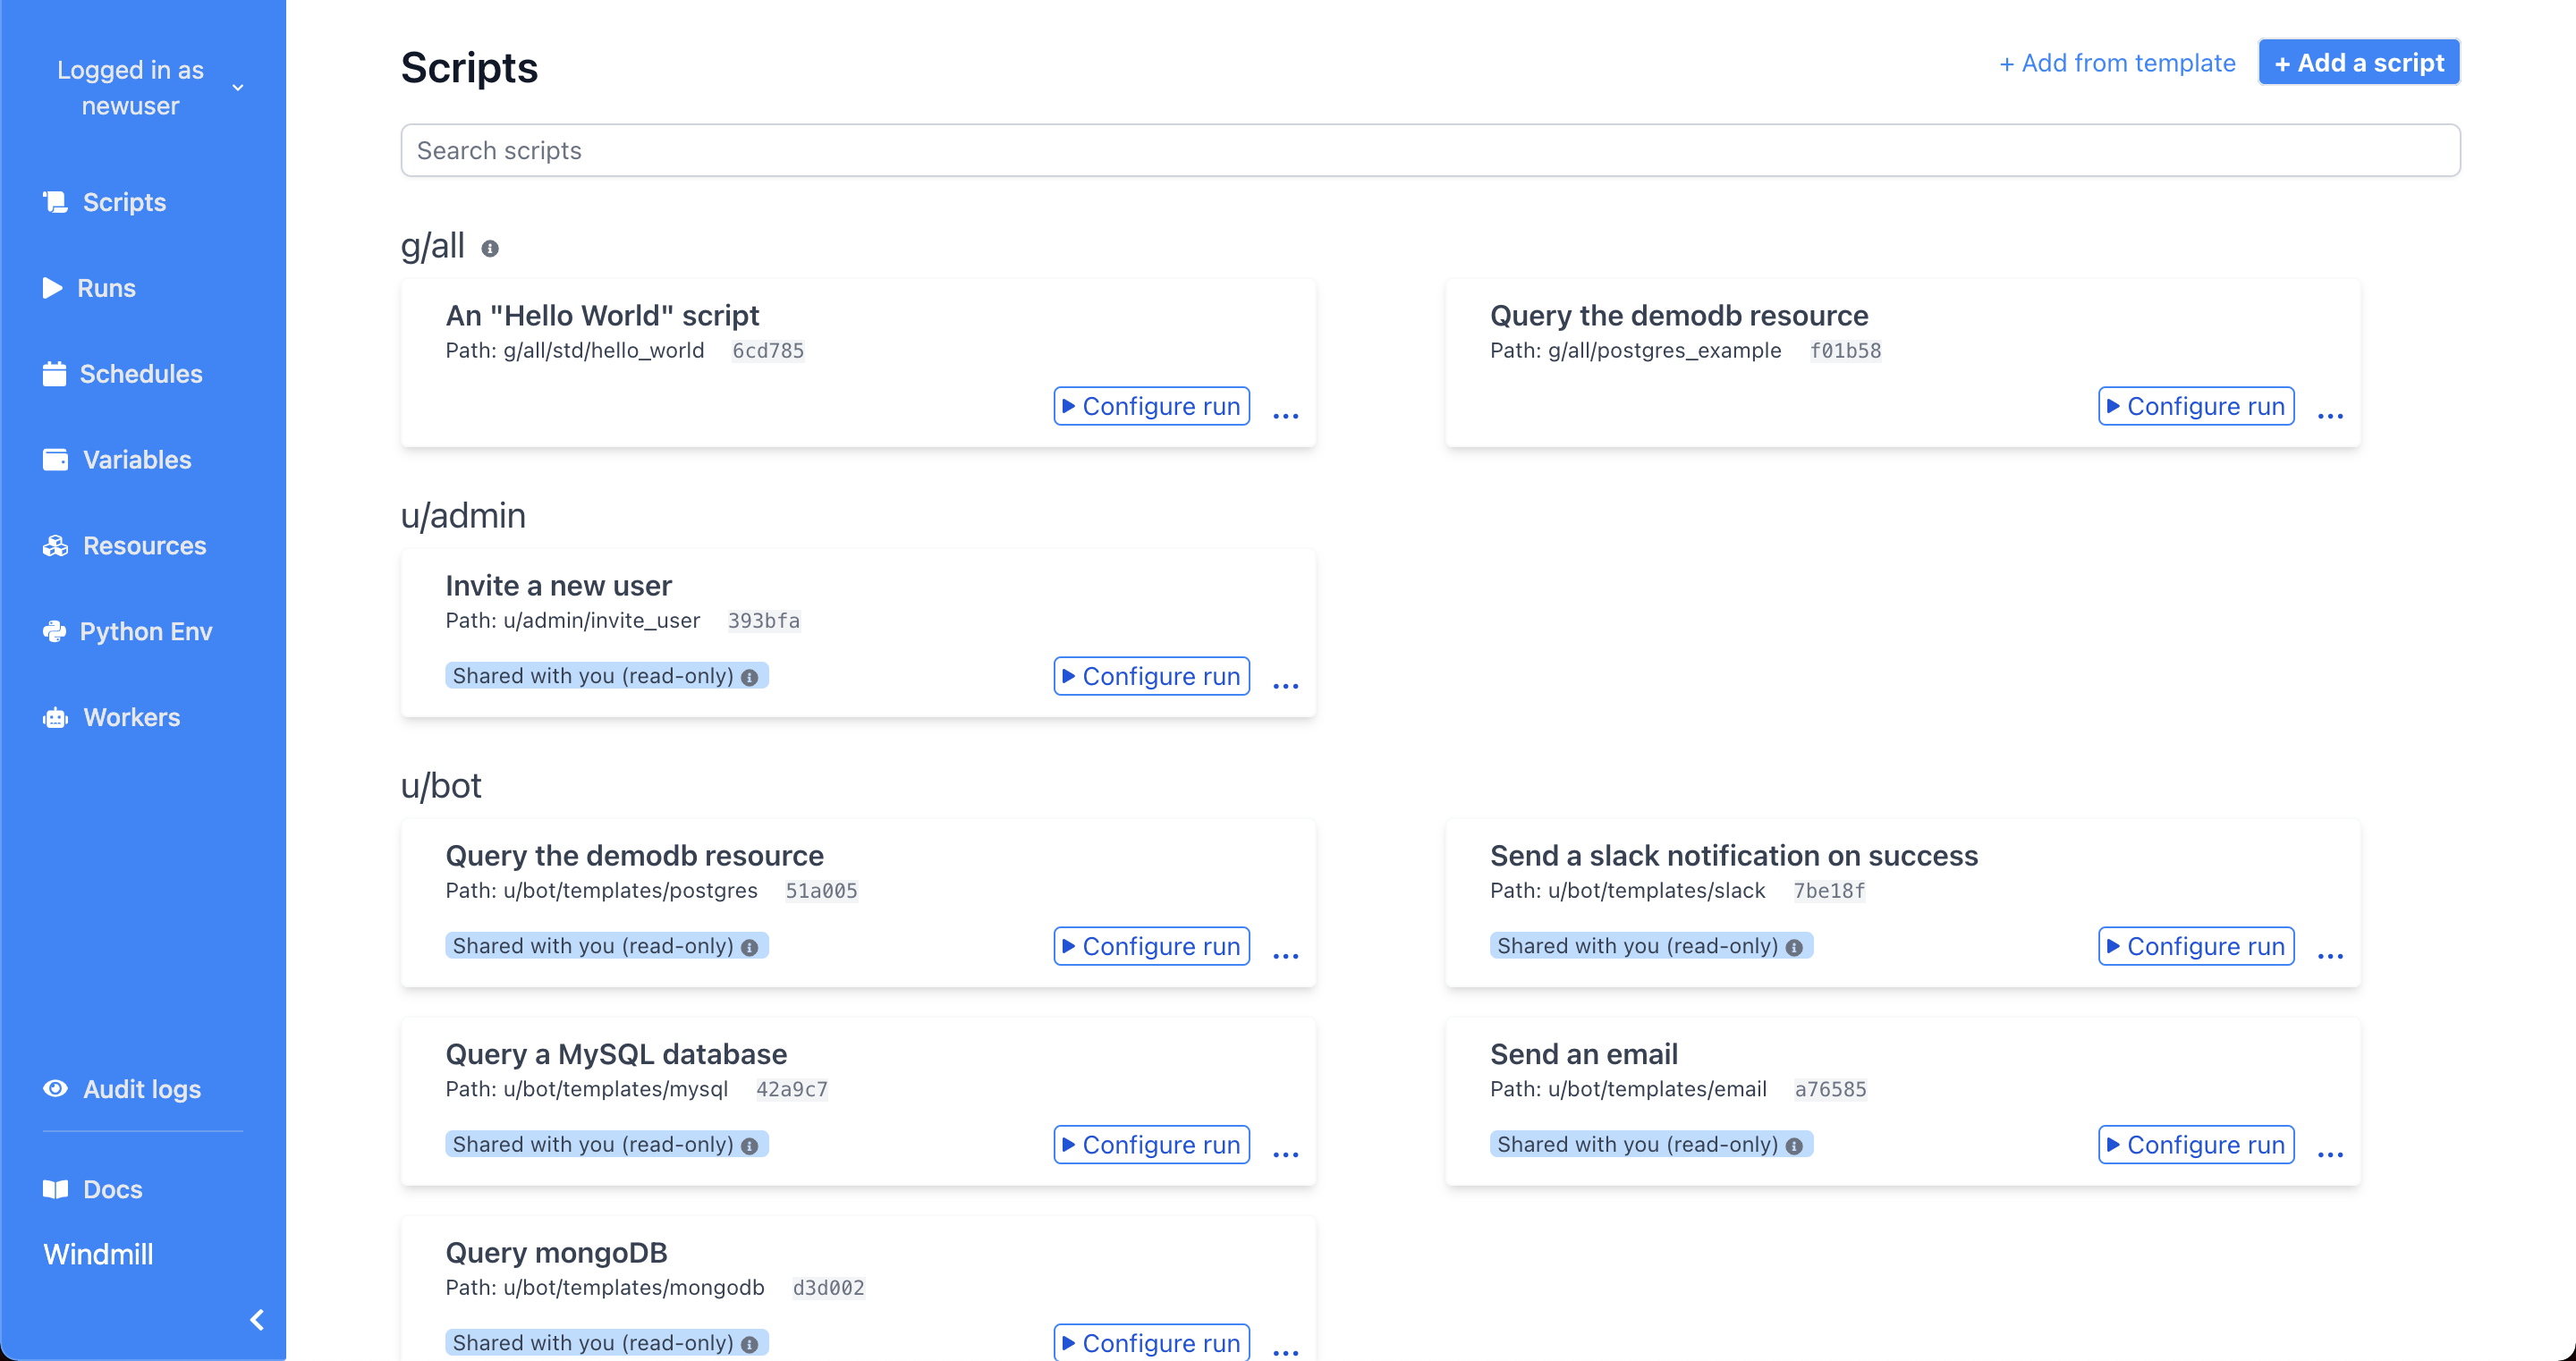 Logged in as
newuser
Scripts
Runs
Schedules
Variables
Resources
Python Env
Workers
Audit logs
Docs
Windmill
Scripts
+ Add from template
+ Add a script
Search scripts
g/all
An "Hello World" script
Path: g/all/std/hello_world 6cd785
Configure run ...
Query the demodb resource
Path: g/all/postgres_example f01b58
Configure run ...
u/admin
Invite a new user
Path: u/admin/invite_user 393bfa
Shared with you (read-only)
Configure run ...
u/bot
Query the demodb resource
Path: u/bot/templates/postgres 51a005
Shared with you (read-only)
Configure run ...
Send a slack notification on success
Path: u/bot/templates/slack 7be18f
Shared with you (read-only)
Configure run ...
Query a MySQL database
Path: u/bot/templates/mysql 42a9c7
Shared with you (read-only)
Configure run ...
Send an email
Path: u/bot/templates/email a76585
Shared with you (read-only)
Configure run ...
Query mongoDB
Path: u/bot/templates/mongodb d3d002
Shared with you (read-only)
Configure run ...